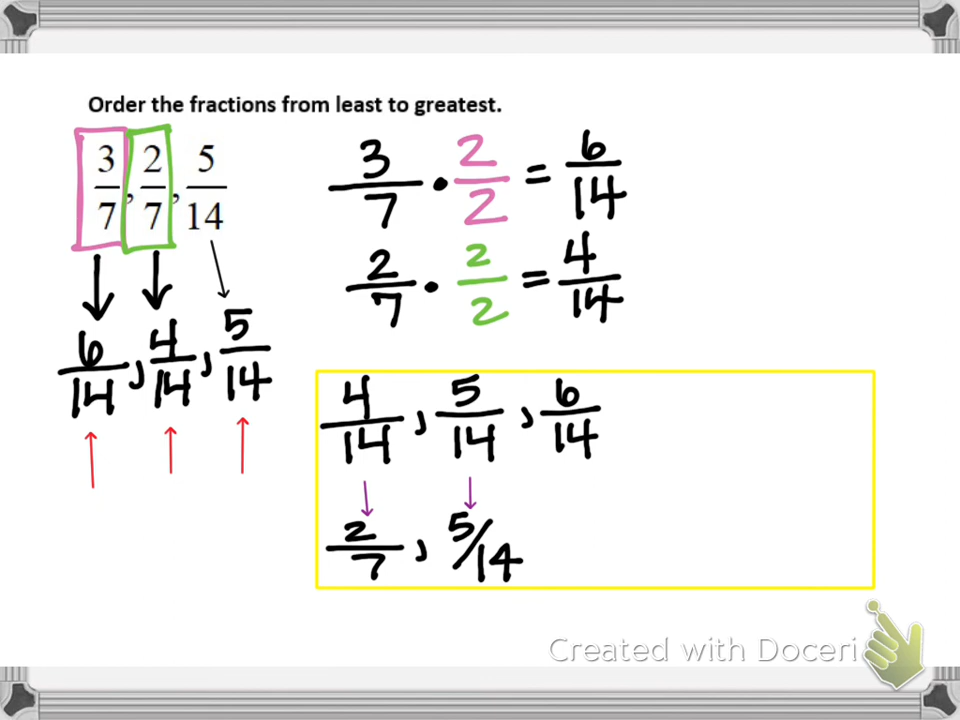 Order the fractions from least to greatest.
3/7, 2/7, 5/14
6/14, 4/14, 5/14
3/7 • 2/2 = 6/14
2/7 • 2/2 = 4/14
4/14, 5/14, 6/14
2/7, 5/14
Created with Doceri